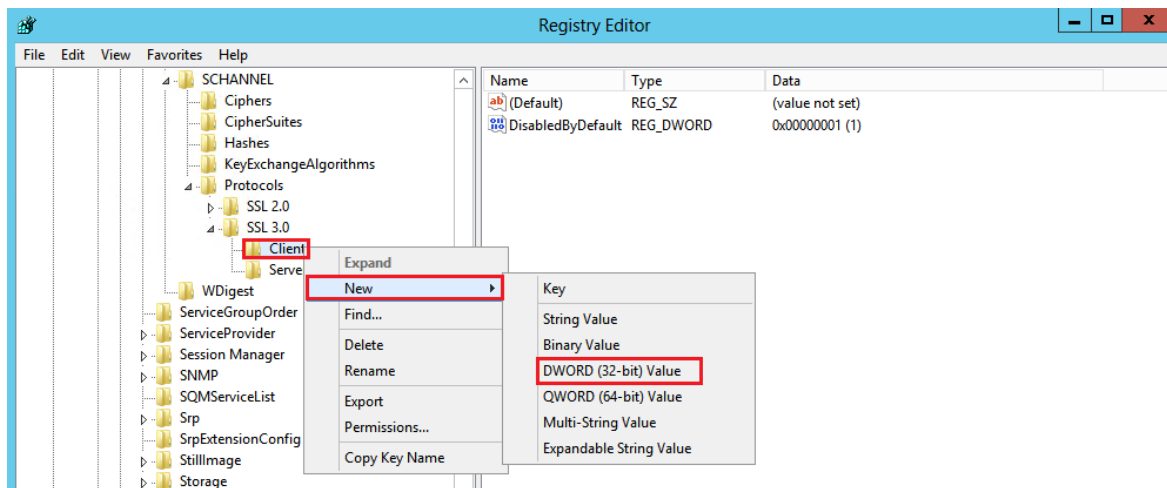 Registry Editor
File Edit View Favorites Help
SCHANNEL
Ciphers
CipherSuites
Hashes
KeyExchangeAlgorithms
Protocols
SSL 2.0
SSL 3.0
Client
Serve
WDigest
ServiceGroupOrder
ServiceProvider
Session Manager
SNMP
SQMServiceList
Srp
SrpExtensionConfig
StillImage
Storage
Name Type Data
ab (Default) REG_SZ (value not set)
DisabledByDefault REG_DWORD 0x00000001 (1)
Expand
New
Find...
Delete
Rename
Export
Permissions...
Copy Key Name
Key
String Value
Binary Value
DWORD (32-bit) Value
QWORD (64-bit) Value
Multi-String Value
Expandable String Value